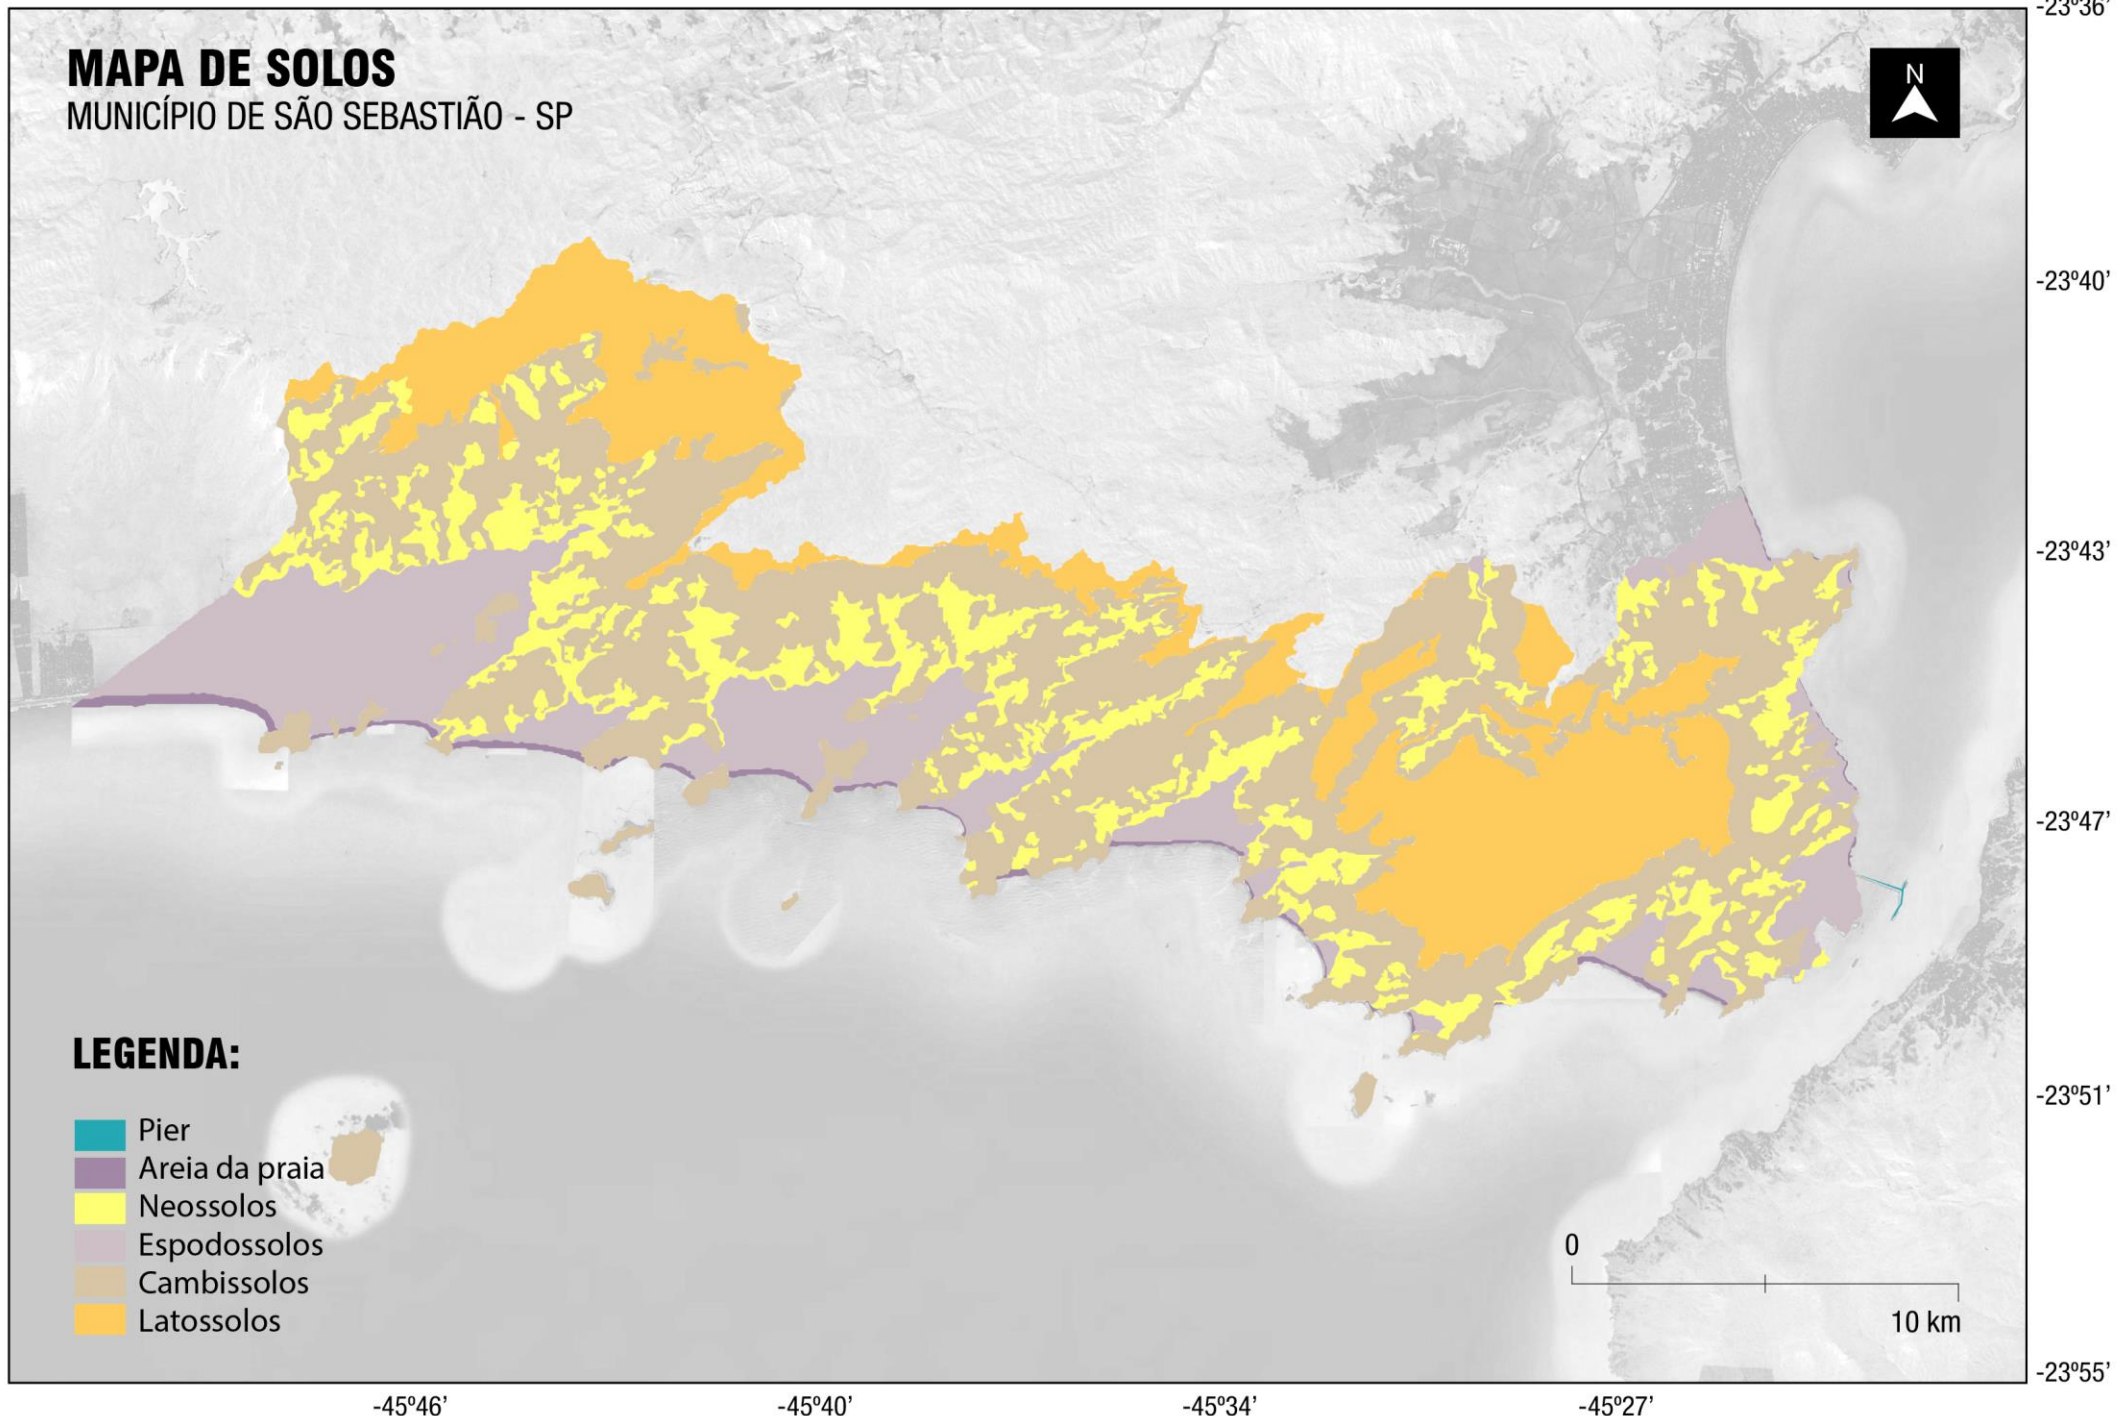 MAPA DE SOLOS
MUNICÍPIO DE SÃO SEBASTIÃO - SP
N
-23º36'
-23º40'
-23º43'
-23º47'
-23º51'
-23º55'
LEGENDA:
Pier
Areia da praia
Neossolos
Espodossolos
Cambissolos
Latossolos
0
10 km
-45º46'
-45º40'
-45º34'
-45º27'